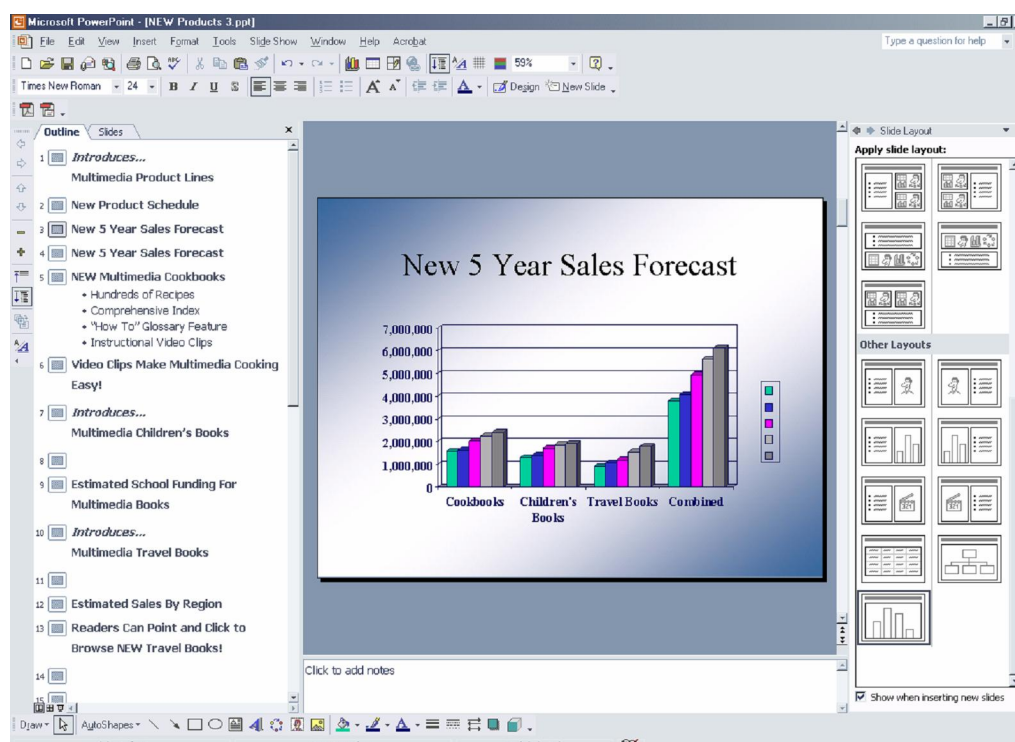 Microsoft PowerPoint - [NEW Products 3.ppt]
File Edit View Insert Format Tools Slide Show Window Help Acrobat
Type a question for help
59%
Times New Roman 24 B I U S Design New Slide
Outline Slides
1 Introduces...
Multimedia Product Lines
2 New Product Schedule
3 New 5 Year Sales Forecast
4 New 5 Year Sales Forecast
5 NEW Multimedia Cookbooks
• Hundreds of Recipes
• Comprehensive Index
• "How To" Glossary Feature
• Instructional Video Clips
6 Video Clips Make Multimedia Cooking
Easy!
7 Introduces...
Multimedia Children's Books
8
9 Estimated School Funding For
Multimedia Books
10 Introduces...
Multimedia Travel Books
11
12 Estimated Sales By Region
13 Readers Can Point and Click to
Browse NEW Travel Books!
14
15
New 5 Year Sales Forecast
7,000,000
6,000,000
5,000,000
4,000,000
3,000,000
2,000,000
1,000,000
0
Cookbooks Children's Travel Books Combined
Books
Click to add notes
Slide Layout
Apply slide layout:
Other Layouts
Show when inserting new slides
Draw AutoShapes